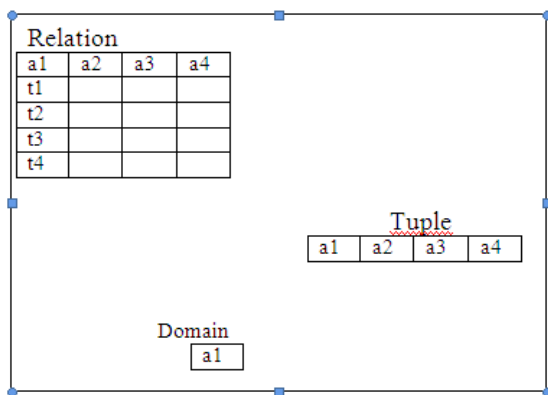 Relation
a1 a2 a3 a4
t1
t2
t3
t4
Tuple
a1 a2 a3 a4
Domain
a1